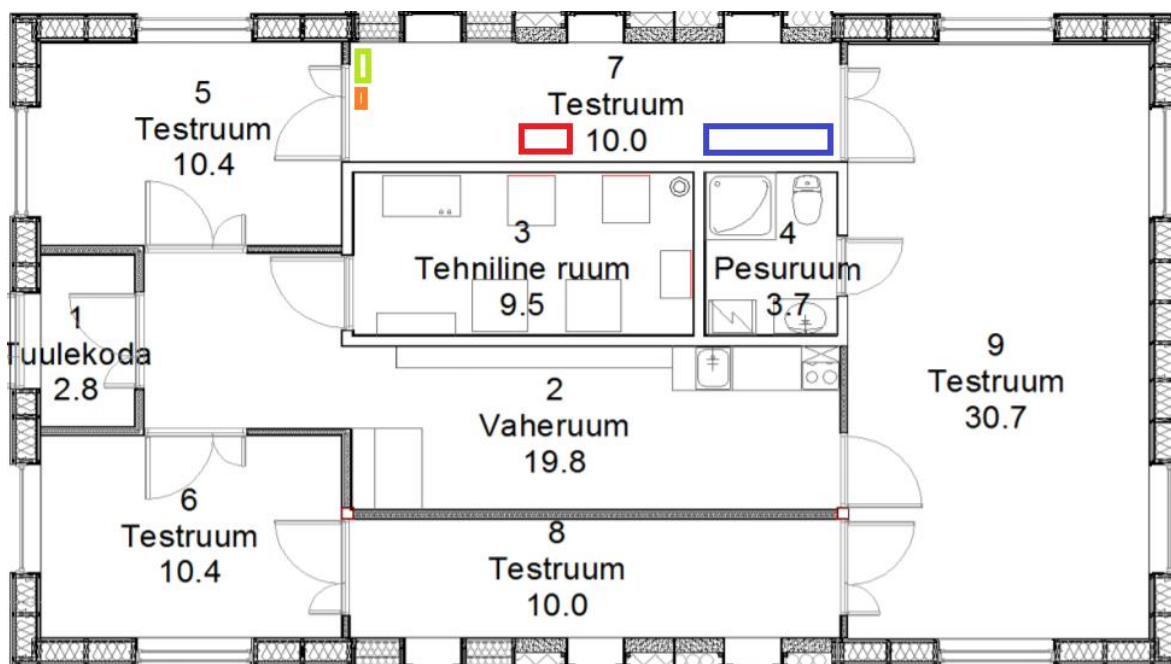 5
Testruum
10.4
7
Testruum
10.0
3
Tehniline ruum
9.5
4
Pesuruum
3.7
1
Tuulekoda
2.8
2
Vaheruum
19.8
9
Testruum
30.7
6
Testruum
10.4
8
Testruum
10.0